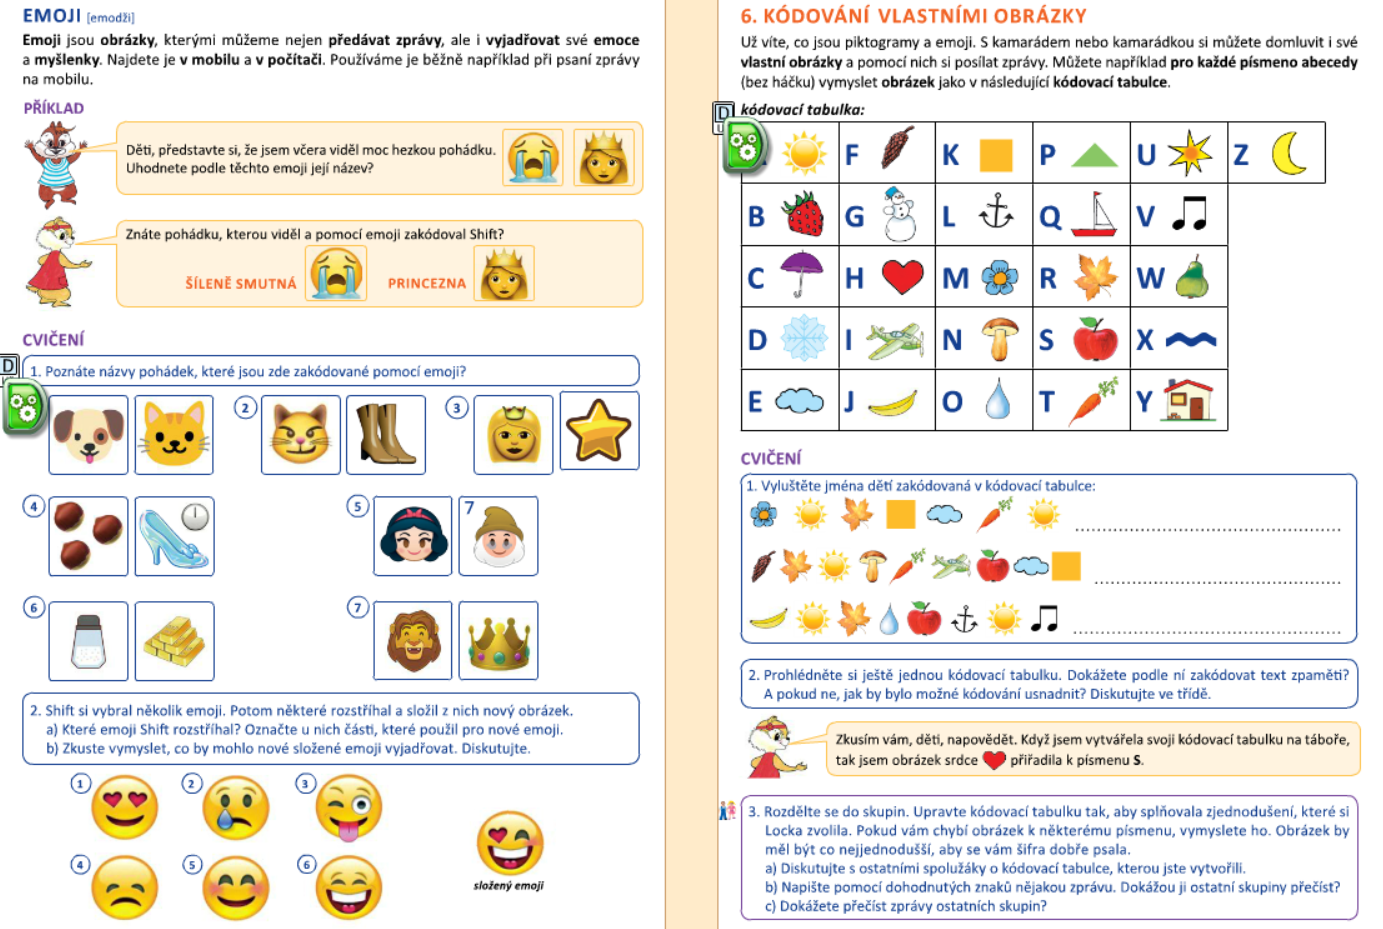 EMOJI [emodži]
Emoji jsou obrázky, kterými můžeme nejen předávat zprávy, ale i vyjadřovat své emoce
a myšlenky. Najdete je v mobilu a v počítači. Používáme je běžně například při psaní zprávy
na mobilu.
PŘÍKLAD
Děti, představte si, že jsem včera viděl moc hezkou pohádku.
Uhodnete podle těchto emoji její název?
Znáte pohádku, kterou viděl a pomocí emoji zakódoval Shift?
ŠÍLENĚ SMUTNÁ PRINCEZNA
CVIČENÍ
D
1. Poznáte názvy pohádek, které jsou zde zakódované pomocí emoji?
2 3
4 5 7
6 7
2. Shift si vybral několik emoji. Potom některé rozstříhal a složil z nich nový obrázek.
a) Které emoji Shift rozstříhal? Označte u nich části, které použil pro nové emoji.
b) Zkuste vymyslet, co by mohlo nové složené emoji vyjadřovat. Diskutujte.
1 2 3
4 5 6
složený emoji
6. KÓDOVÁNÍ VLASTNÍMI OBRÁZKY
Už víte, co jsou piktogramy a emoji. S kamarádem nebo kamarádkou si můžete domluvit i své
vlastní obrázky a pomocí nich si posílat zprávy. Můžete například pro každé písmeno abecedy
(bez háčku) vymyslet obrázek jako v následující kódovací tabulce.
D
U
kódovací tabulka:
F K P U Z
B G L Q V
C H M R W
D I N S X
E J O T Y
CVIČENÍ
1. Vyluštěte jména dětí zakódovaná v kódovací tabulce:
2. Prohlédněte si ještě jednou kódovací tabulku. Dokážete podle ní zakódovat text zpaměti?
A pokud ne, jak by bylo možné kódování usnadnit? Diskutujte ve třídě.
Zkusím vám, děti, napovědět. Když jsem vytvářela svoji kódovací tabulku na táboře,
tak jsem obrázek srdce přiřadila k písmenu S.
3. Rozdělte se do skupin. Upravte kódovací tabulku tak, aby splňovala zjednodušení, které si
Locka zvolila. Pokud vám chybí obrázek k některému písmenu, vymyslete ho. Obrázek by
měl být co nejjednodušší, aby se vám šifra dobře psala.
a) Diskutujte s ostatními spolužáky o kódovací tabulce, kterou jste vytvořili.
b) Napište pomocí dohodnutých znaků nějakou zprávu. Dokážou ji ostatní skupiny přečíst?
c) Dokážete přečíst zprávy ostatních skupin?